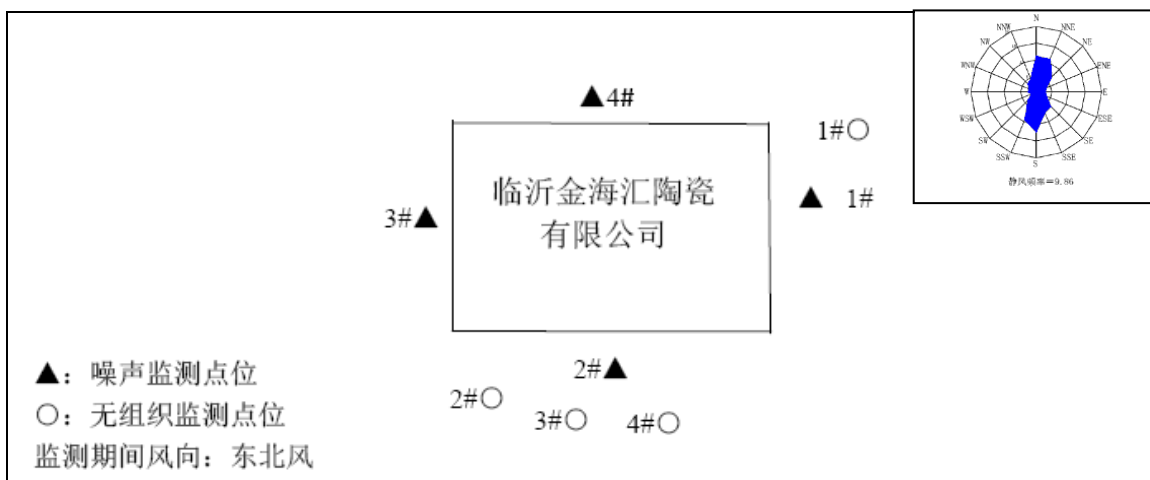 ▲4#
1#○
▲ 1#
临沂金海汇陶瓷
有限公司
3#▲
2#▲
2#○
3#○
4#○
▲：噪声监测点位
○：无组织监测点位
监测期间风向：东北风
N
NNE
NE
ENE
E
ESE
SE
SSE
S
SSW
SW
WSW
W
WNW
NW
NNW
静风频率=9.86